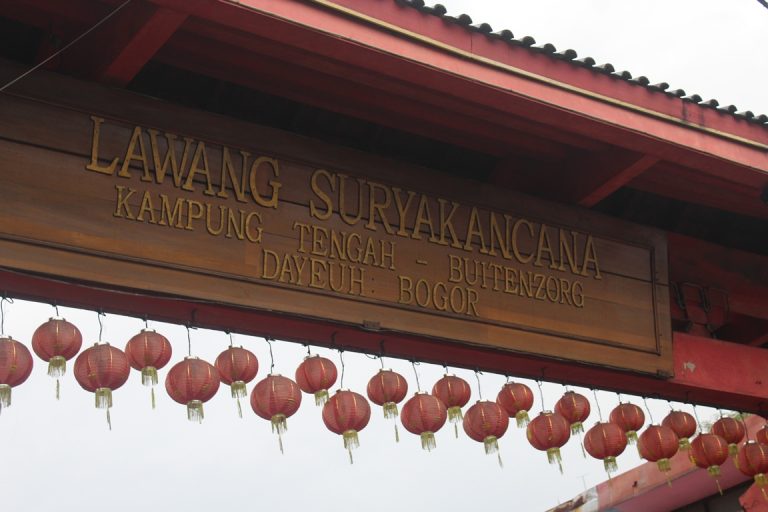 LAWANG SURYAKANCANA
KAMPUNG TENGAH - BUITENZORG
DAYEUH BOGOR